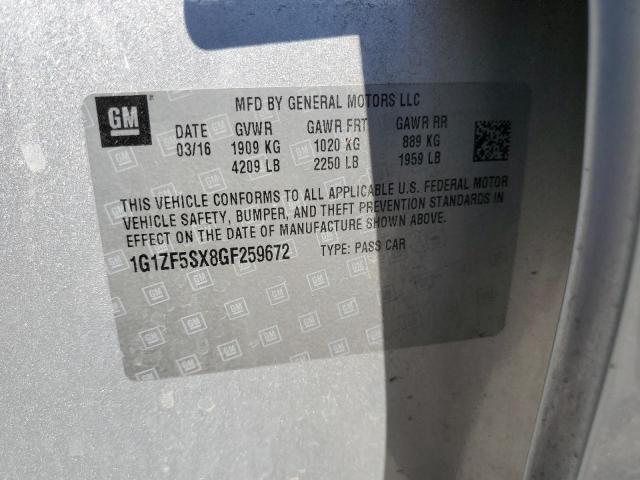 GM
MFD BY GENERAL MOTORS LLC
DATE GVWR GAWR FRT GAWR RR
03/16 1909 KG 1020 KG 889 KG
4209 LB 2250 LB 1959 LB
THIS VEHICLE CONFORMS TO ALL APPLICABLE U.S. FEDERAL MOTOR
VEHICLE SAFETY, BUMPER, AND THEFT PREVENTION STANDARDS IN
EFFECT ON THE DATE OF MANUFACTURE SHOWN ABOVE.
1G1ZF5SX8GF259672 TYPE: PASS CAR